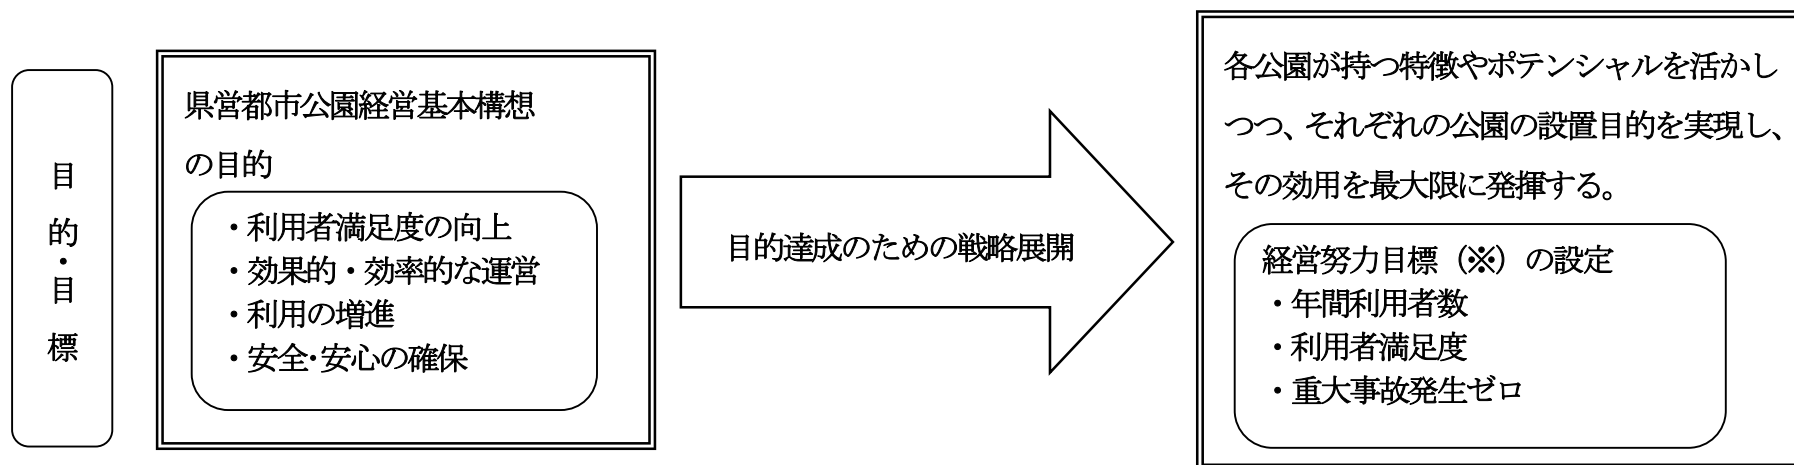 目的・目標
県営都市公園経営基本構想
の目的
・利用者満足度の向上
・効果的・効率的な運営
・利用の増進
・安全・安心の確保
目的達成のための戦略展開
各公園が持つ特徴やポテンシャルを活かし
つつ、それぞれの公園の設置目的を実現し、
その効用を最大限に発揮する。
経営努力目標（※）の設定
・年間利用者数
・利用者満足度
・重大事故発生ゼロ